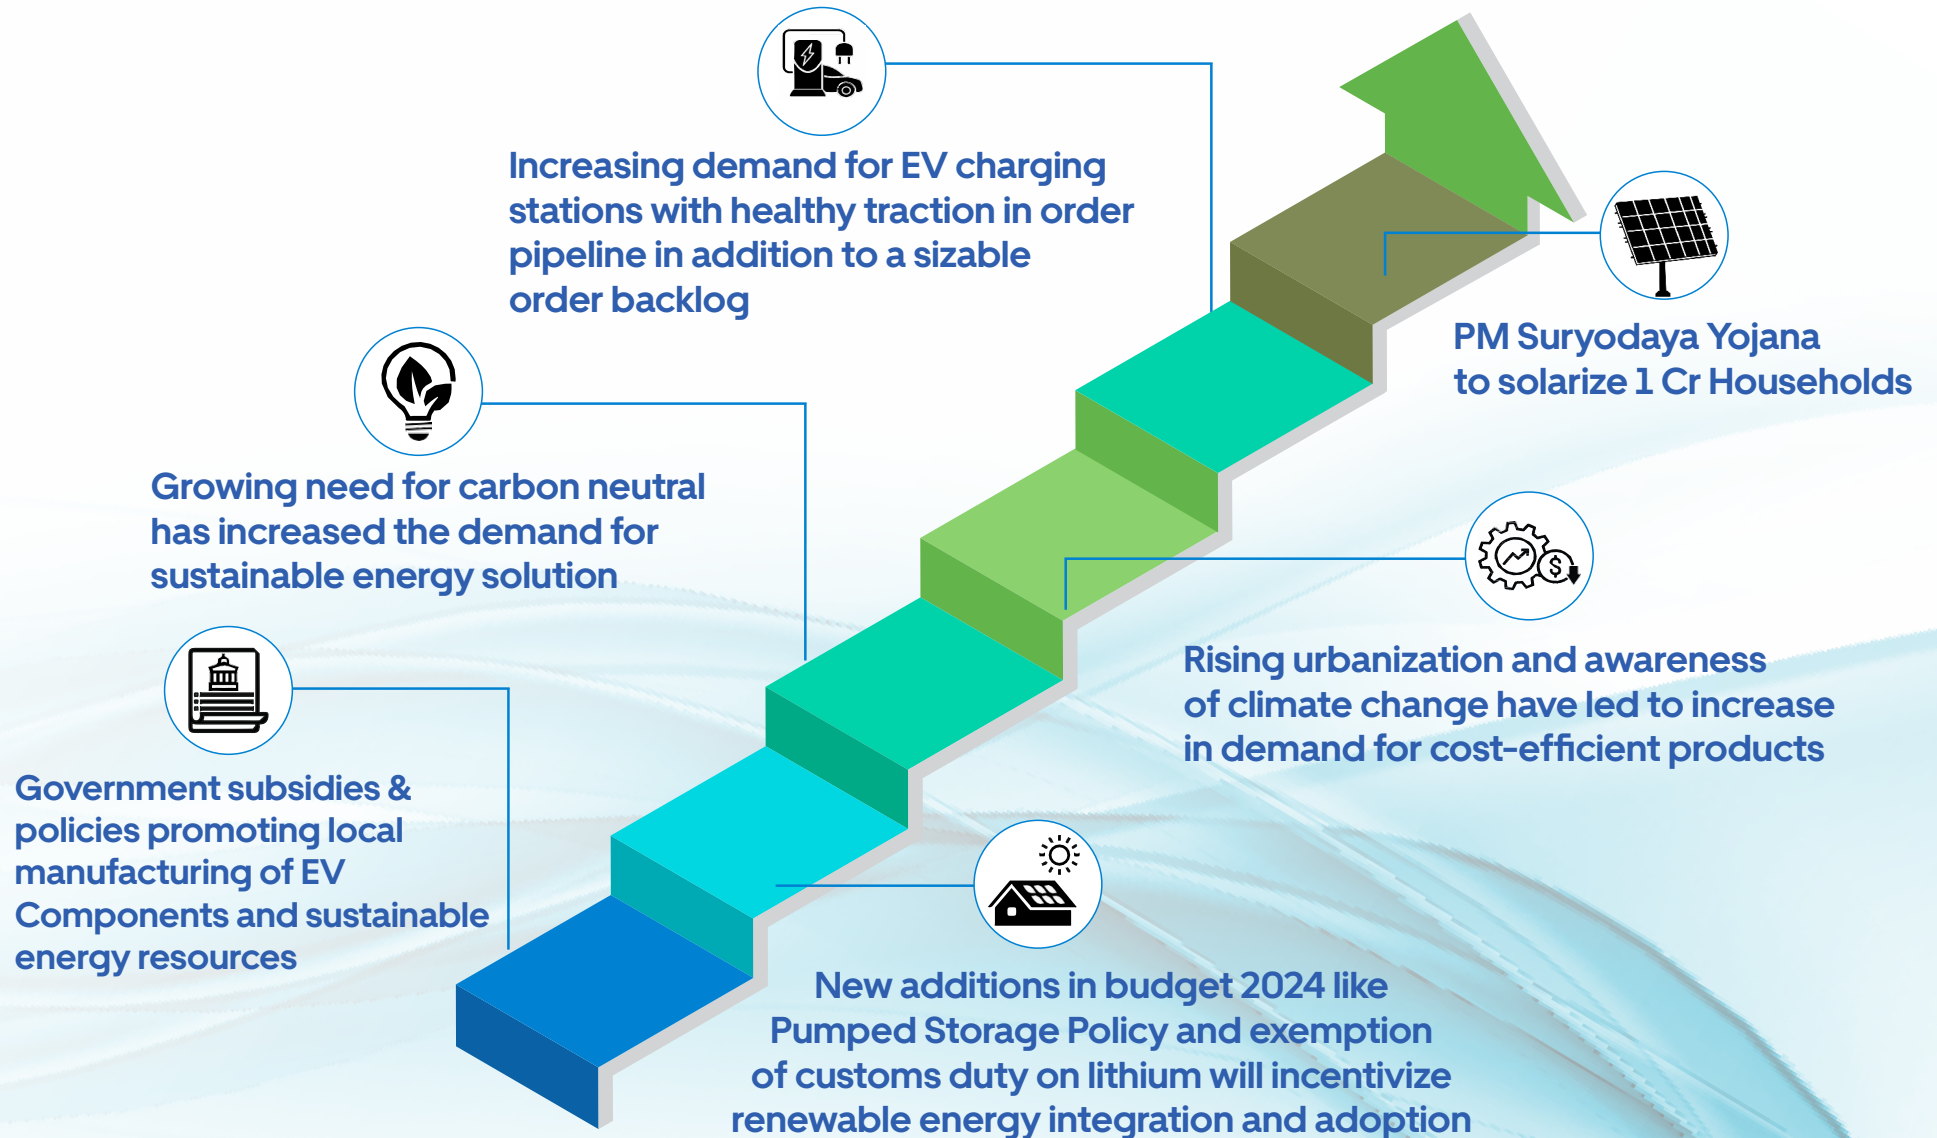 Increasing demand for EV charging
stations with healthy traction in order
pipeline in addition to a sizable
order backlog
PM Suryodaya Yojana
to solarize 1 Cr Households
Growing need for carbon neutral
has increased the demand for
sustainable energy solution
$
Rising urbanization and awareness
of climate change have led to increase
in demand for cost-efficient products
Government subsidies &
policies promoting local
manufacturing of EV
Components and sustainable
energy resources
New additions in budget 2024 like
Pumped Storage Policy and exemption
of customs duty on lithium will incentivize
renewable energy integration and adoption